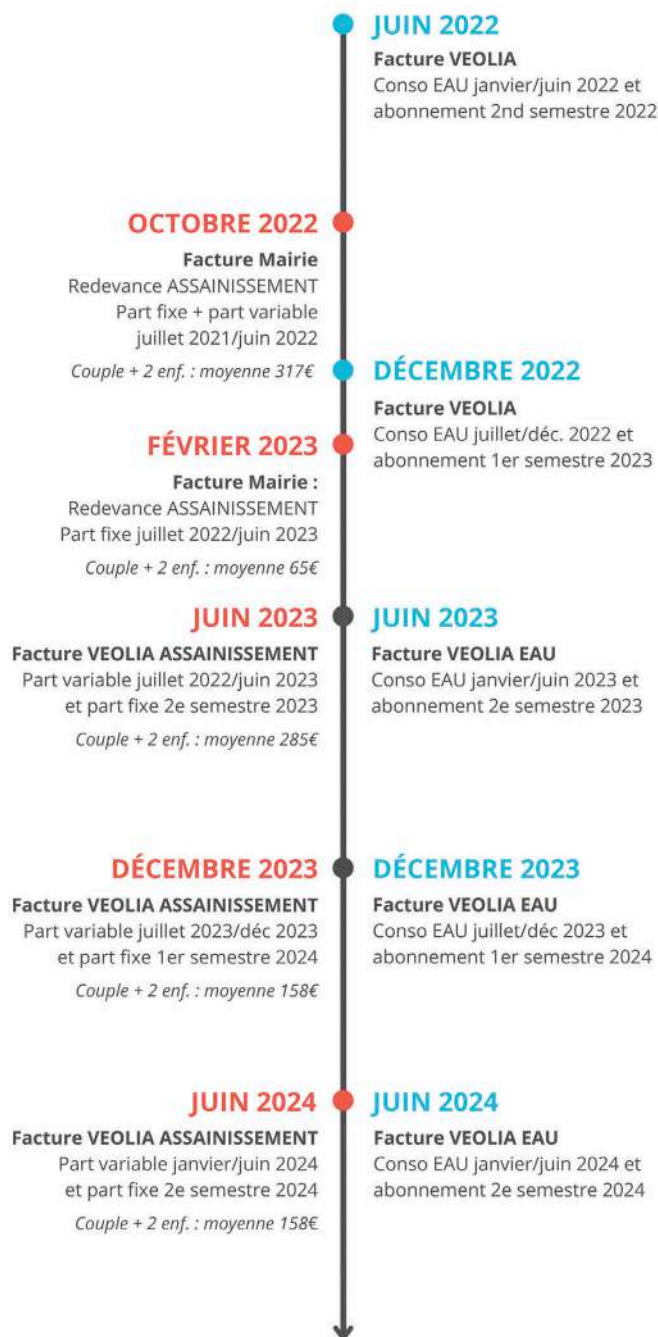 JUIN 2022
Facture VEOLIA
Conso EAU janvier/juin 2022 et
abonnement 2nd semestre 2022
OCTOBRE 2022
Facture Mairie
Redevance ASSAINISSEMENT
Part fixe + part variable
juillet 2021/juin 2022
Couple + 2 enf. : moyenne 317€
DÉCEMBRE 2022
Facture VEOLIA
Conso EAU juillet/déc. 2022 et
abonnement 1er semestre 2023
FÉVRIER 2023
Facture Mairie :
Redevance ASSAINISSEMENT
Part fixe juillet 2022/juin 2023
Couple + 2 enf. : moyenne 65€
JUIN 2023
Facture VEOLIA ASSAINISSEMENT
Part variable juillet 2022/juin 2023
et part fixe 2e semestre 2023
Couple + 2 enf. : moyenne 285€
JUIN 2023
Facture VEOLIA EAU
Conso EAU janvier/juin 2023 et
abonnement 2e semestre 2023
DÉCEMBRE 2023
Facture VEOLIA ASSAINISSEMENT
Part variable juillet 2023/déc 2023
et part fixe 1er semestre 2024
Couple + 2 enf. : moyenne 158€
DÉCEMBRE 2023
Facture VEOLIA EAU
Conso EAU juillet/déc 2023 et
abonnement 1er semestre 2024
JUIN 2024
Facture VEOLIA ASSAINISSEMENT
Part variable janvier/juin 2024
et part fixe 2e semestre 2024
Couple + 2 enf. : moyenne 158€
JUIN 2024
Facture VEOLIA EAU
Conso EAU janvier/juin 2024 et
abonnement 2e semestre 2024